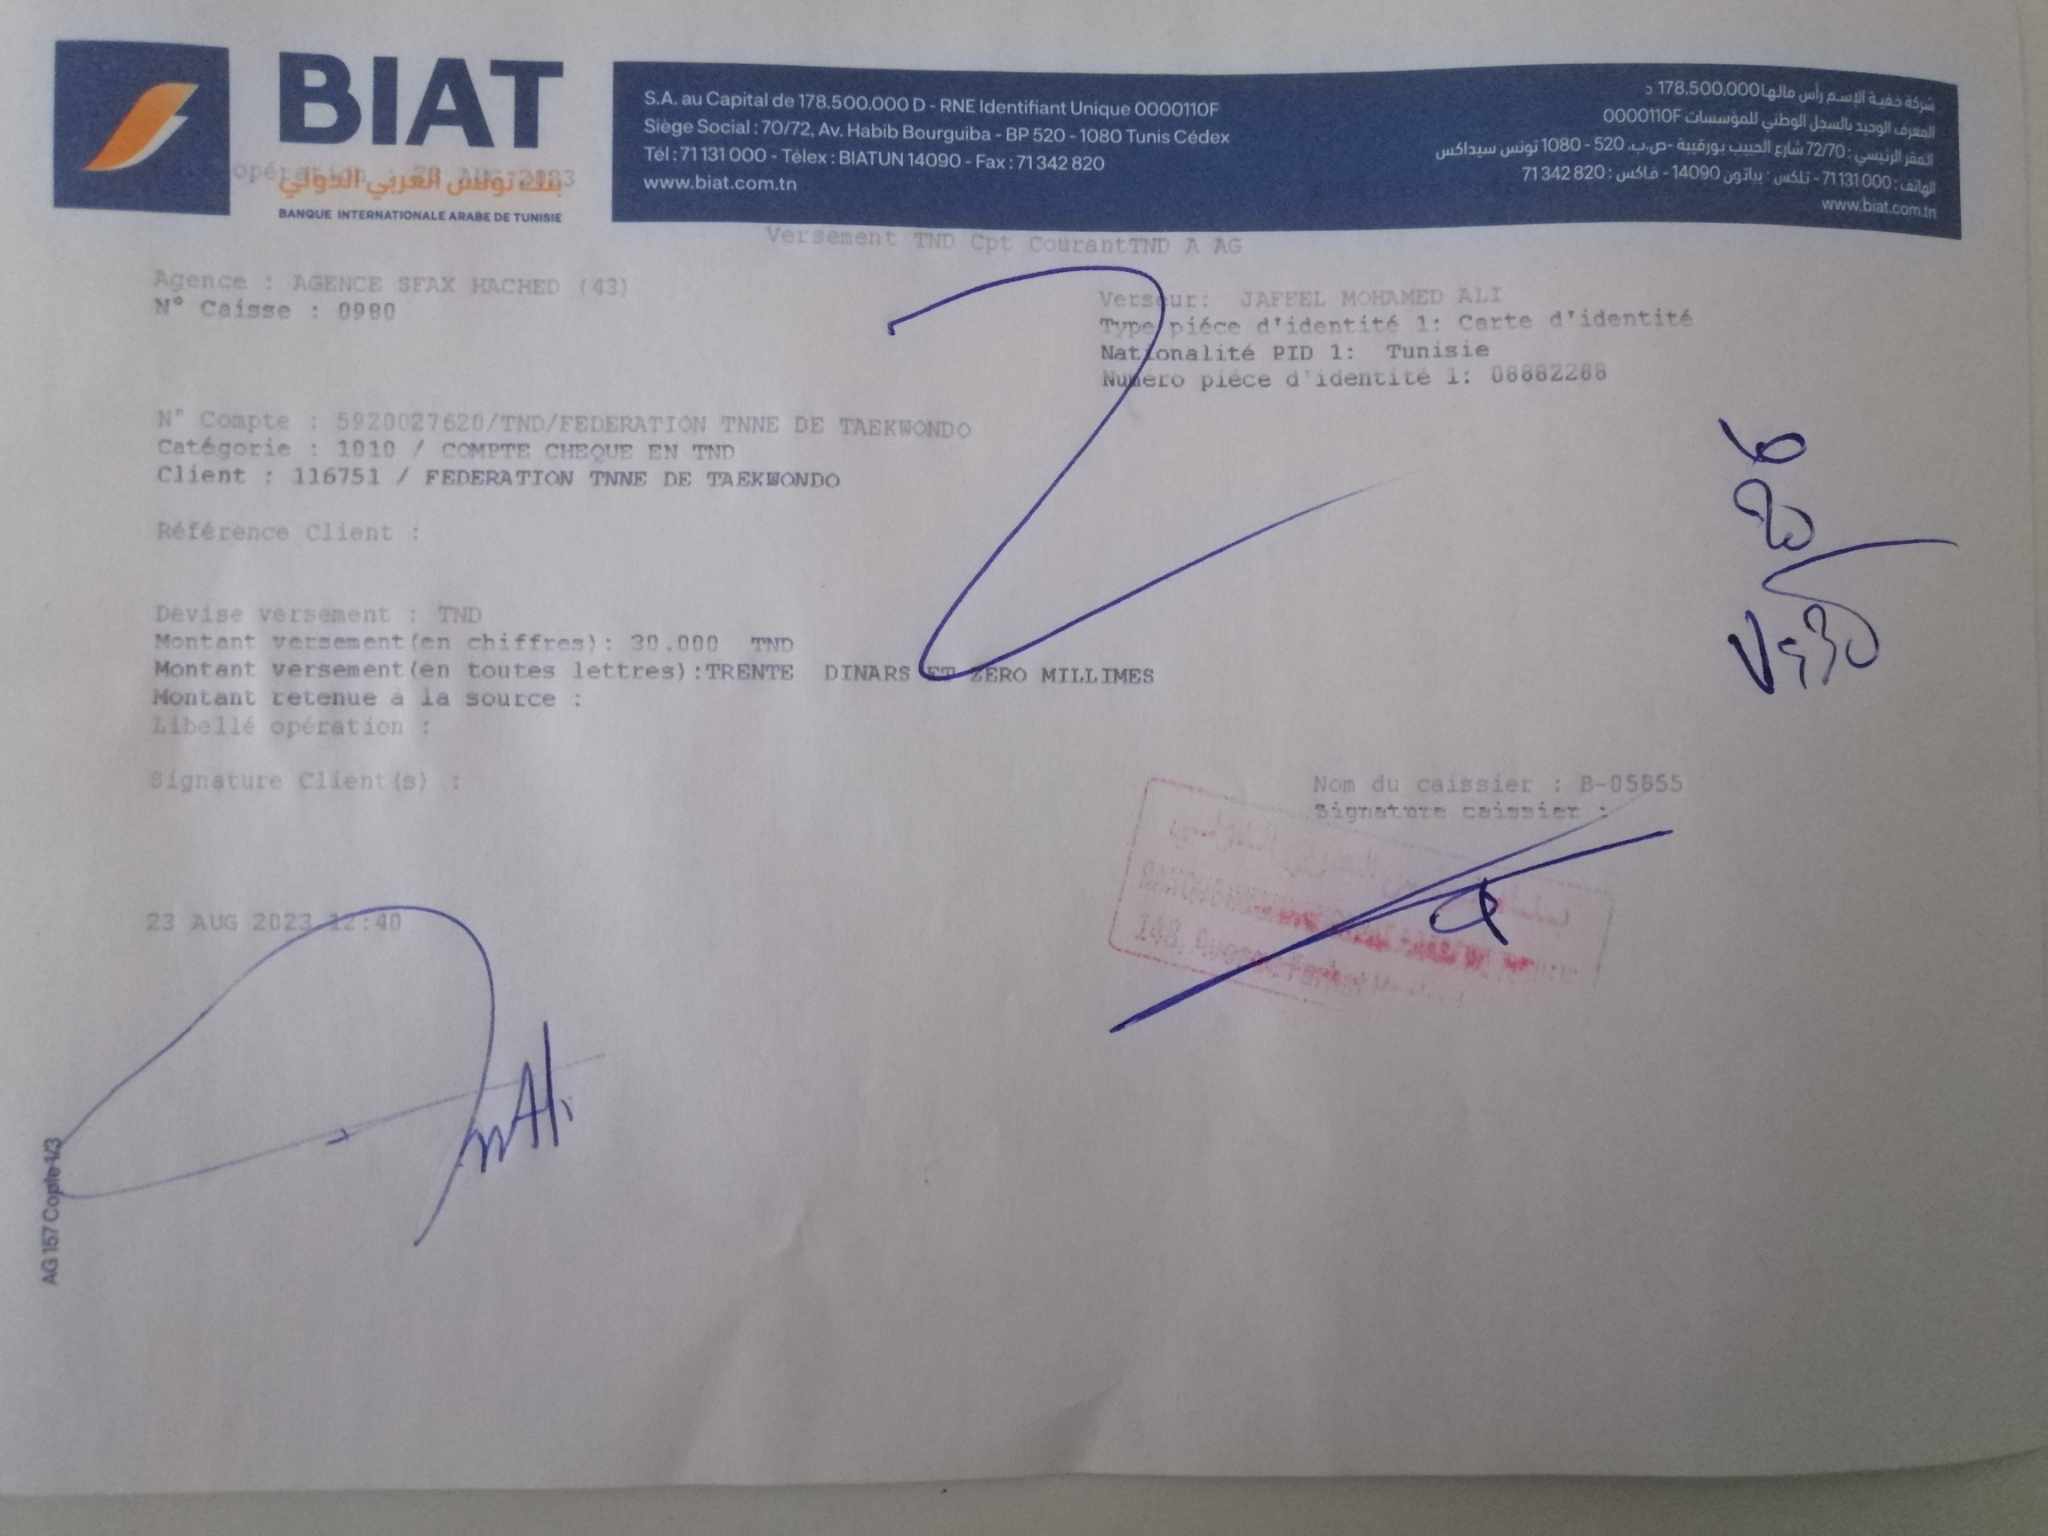 BIAT
بنك تونس العربي الدولي
BANQUE INTERNATIONALE ARABE DE TUNISIE
S.A. au Capital de 178.500.000 D - RNE Identifiant Unique 0000110F
Siège Social : 70/72, Av. Habib Bourguiba - BP 520 - 1080 Tunis Cédex
Tél : 71 131 000 - Télex : BIATUN 14090 - Fax : 71 342 820
www.biat.com.tn
شركة خفية الإسم رأس مالها 178.500.000 د
المعرف الوحيد بالسجل الوطني للمؤسسات 0000110F
المقر الرئيسي : 72/70 شارع الحبيب بورقيبة -ص.ب. 520 - 1080 تونس سيداكس
الهاتف : 71 131 000 - تلكس : بياتون 14090 - فاكس : 71 342 820
www.biat.com.tn
opération
Versement TND Cpt CourantTND A AG
Agence : AGENCE SFAX HACHED (43)
N° Caisse : 0980
Verseur: JAFFEL MOHAMED ALI
Type piéce d'identité 1: Carte d'identité
Nationalité PID 1: Tunisie
Numero piéce d'identité 1: 08882288
N° Compte : 5920027620/TND/FEDERATION TNNE DE TAEKWONDO
Catégorie : 1010 / COMPTE CHEQUE EN TND
Client : 116751 / FEDERATION TNNE DE TAEKWONDO
Référence Client :
Devise versement : TND
Montant versement(en chiffres): 30.000 TND
Montant versement(en toutes lettres):TRENTE DINARS ET ZERO MILLIMES
Montant retenue à la source :
Libellé opération :
Signature Client(s) :
Nom du caissier : B-05855
Signature caissier :
23 AUG 2023 12:40
AG 157 Copie 1/3